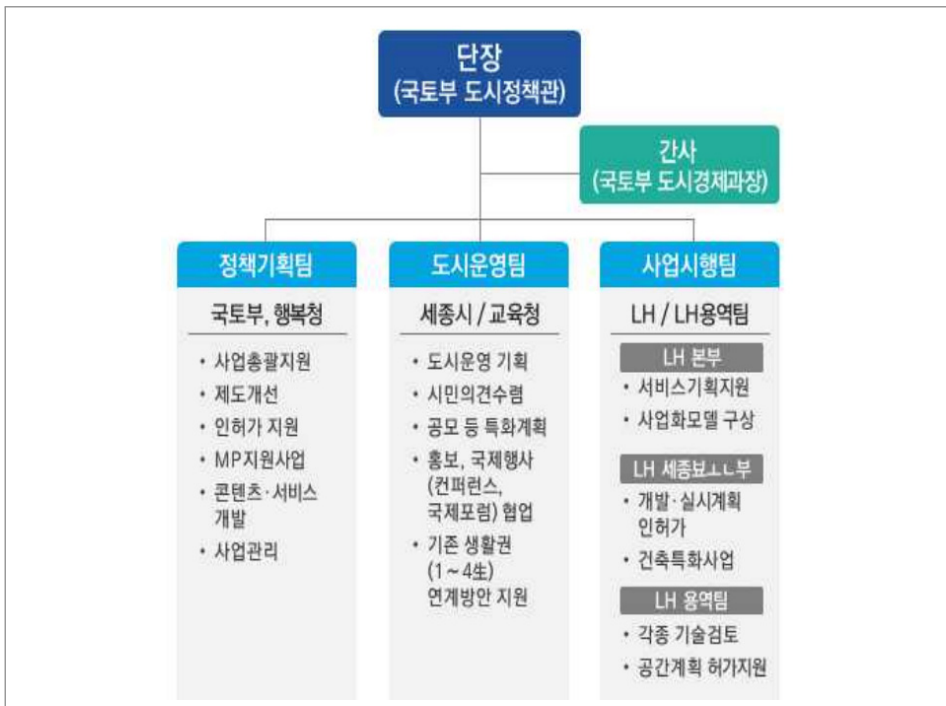 단장
(국토부 도시정책관)
간사
(국토부 도시경제과장)
정책기획팀
국토부, 행복청
• 사업총괄지원
• 제도개선
• 인허가 지원
• MP지원사업
• 콘텐츠·서비스
개발
• 사업관리
도시운영팀
세종시 / 교육청
• 도시운영 기획
• 시민의견수렴
• 공모 등 특화계획
• 홍보, 국제행사
(컨퍼런스,
국제포럼) 협업
• 기존 생활권
(1~4生)
연계방안 지원
사업시행팀
LH / LH용역팀
LH 본부
• 서비스기획지원
• 사업화모델 구상
LH 세종뵤ㅗㄴ부
• 개발·실시계획
인허가
• 건축특화사업
LH 용역팀
• 각종 기술검토
• 공간계획 허가지원